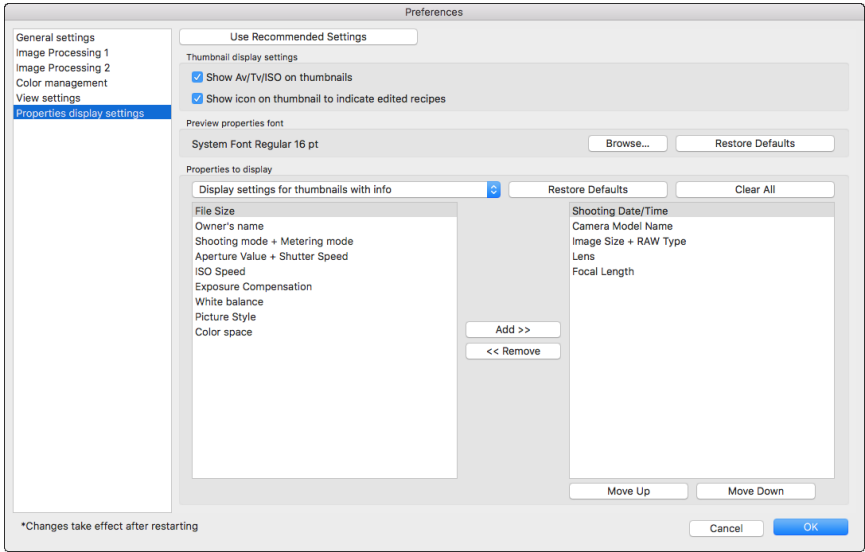 Preferences
General settings
Image Processing 1
Image Processing 2
Color management
View settings
Properties display settings
Use Recommended Settings
Thumbnail display settings
Show Av/Tv/ISO on thumbnails
Show icon on thumbnail to indicate edited recipes
Preview properties font
System Font Regular 16 pt
Browse...
Restore Defaults
Properties to display
Display settings for thumbnails with info
Restore Defaults
Clear All
File Size
Owner's name
Shooting mode + Metering mode
Aperture Value + Shutter Speed
ISO Speed
Exposure Compensation
White balance
Picture Style
Color space
Add >>
<< Remove
Shooting Date/Time
Camera Model Name
Image Size + RAW Type
Lens
Focal Length
Move Up
Move Down
*Changes take effect after restarting
Cancel
OK